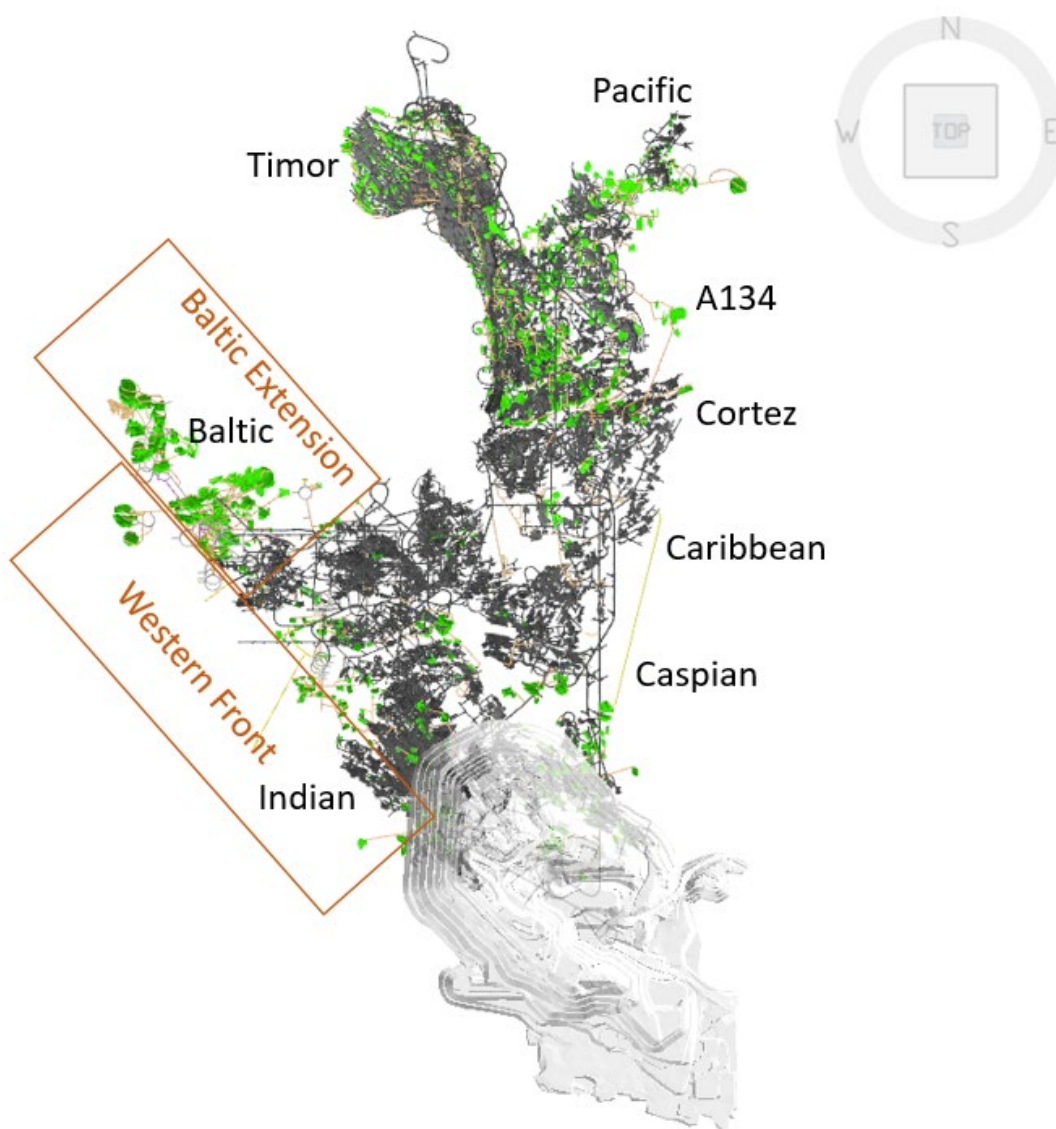 N
Pacific
W
TOP
E
Timor
S
A134
Baltic Extension
Cortez
Baltic
Caribbean
Western Front
Caspian
Indian